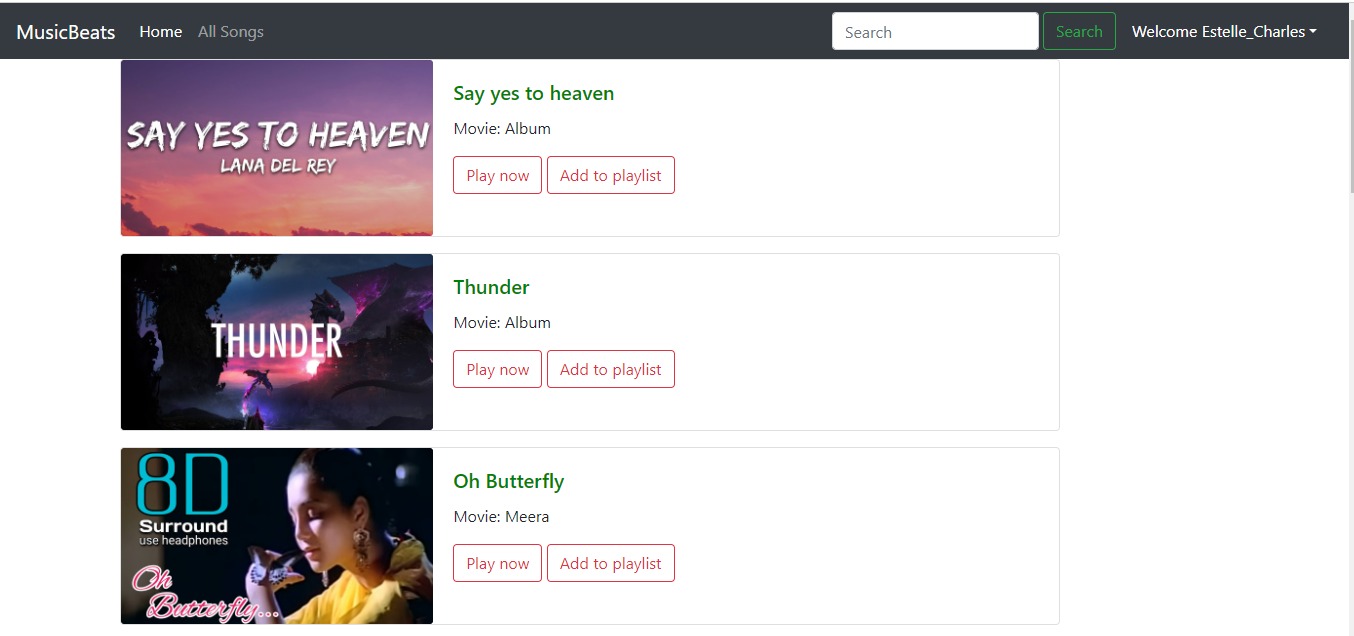 MusicBeats Home All Songs Search Search Welcome Estelle_Charles
SAY YES TO HEAVEN
LANA DEL REY
Say yes to heaven
Movie: Album
Play now Add to playlist
THUNDER
Thunder
Movie: Album
Play now Add to playlist
8D
Surround
use headphones
Oh
Butterfly...
Oh Butterfly
Movie: Meera
Play now Add to playlist